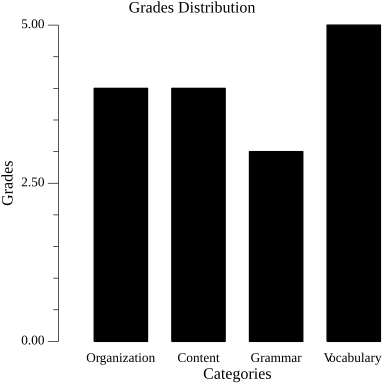 Grades Distribution
5.00
2.50
0.00
Grades
Organization Content Grammar Vocabulary
Categories